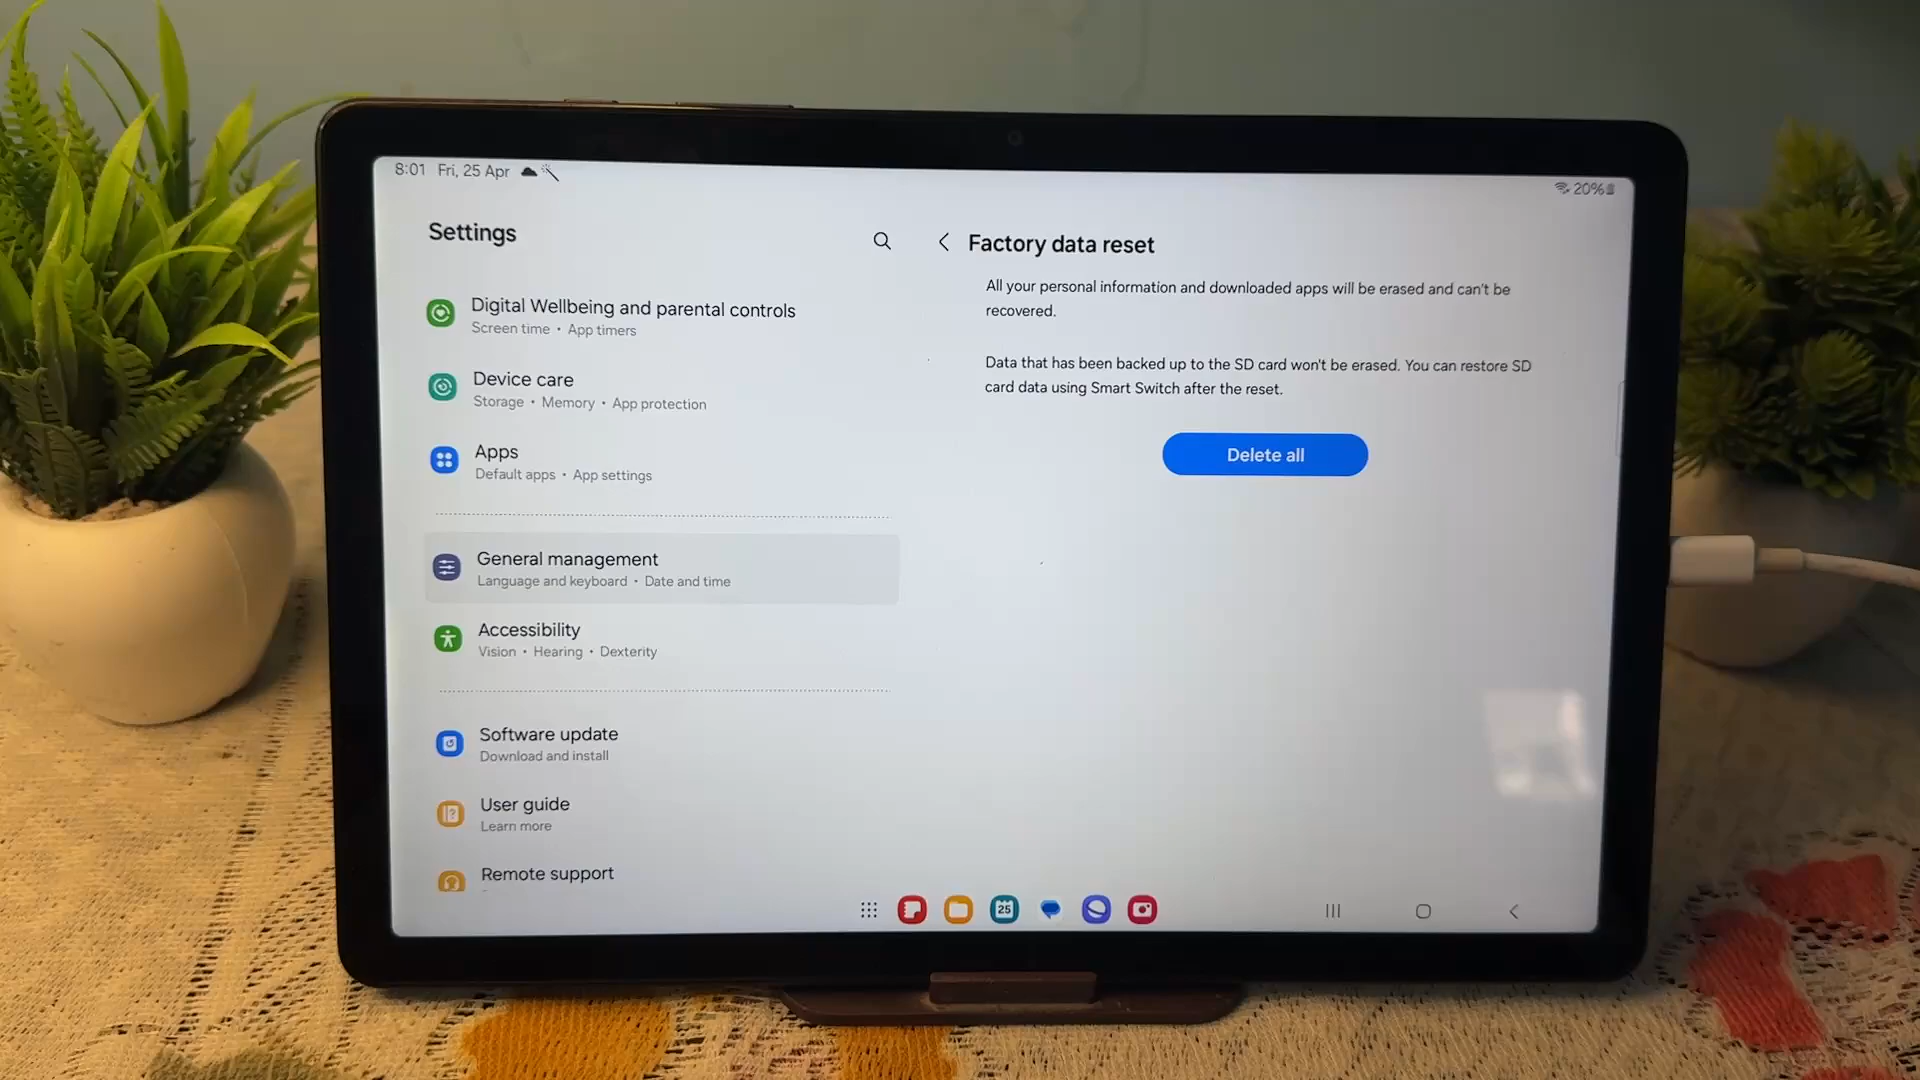 8:01 Fri, 25 Apr
20%
Settings
Digital Wellbeing and parental controls
Screen time • App timers
Device care
Storage • Memory • App protection
Apps
Default apps • App settings
General management
Language and keyboard • Date and time
Accessibility
Vision • Hearing • Dexterity
Software update
Download and install
User guide
Learn more
Remote support
Factory data reset
All your personal information and downloaded apps will be erased and can't be
recovered.
Data that has been backed up to the SD card won't be erased. You can restore SD
card data using Smart Switch after the reset.
Delete all
25